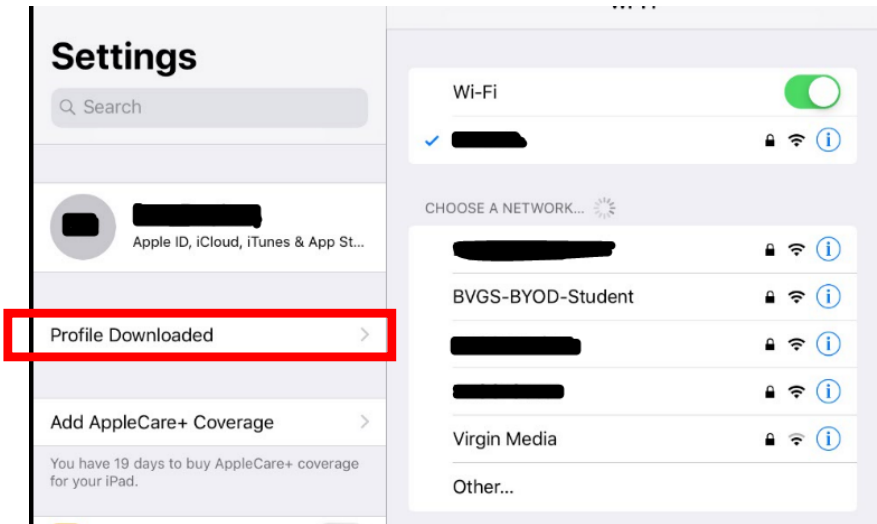 Settings
Search
Apple ID, iCloud, iTunes & App St...
Profile Downloaded
Add AppleCare+ Coverage
You have 19 days to buy AppleCare+ coverage
for your iPad.
Wi-Fi
CHOOSE A NETWORK...
BVGS-BYOD-Student
Virgin Media
Other...